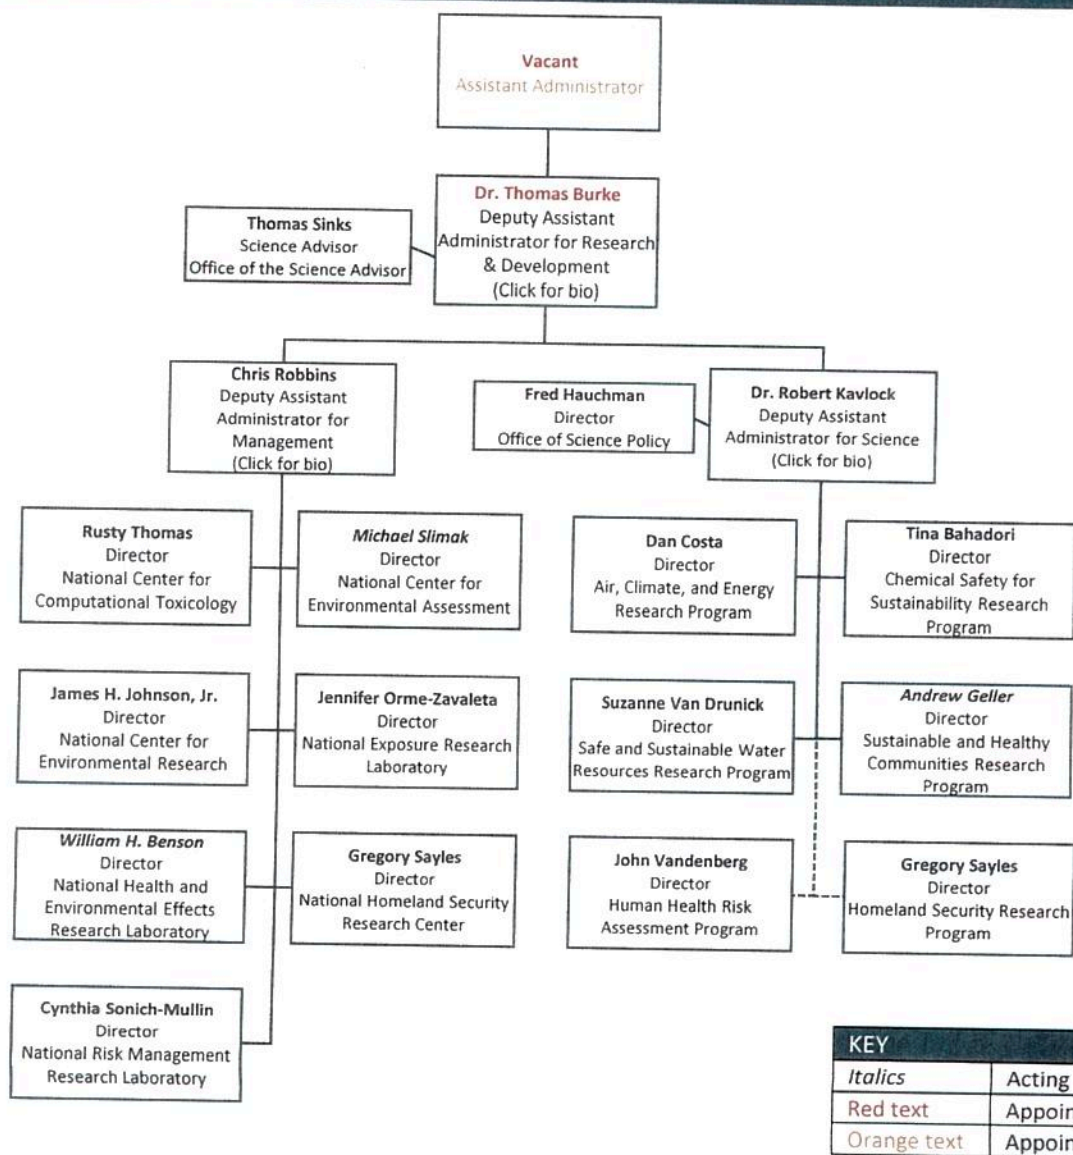 Vacant
Assistant Administrator
Dr. Thomas Burke
Deputy Assistant
Administrator for Research
& Development
(Click for bio)
Thomas Sinks
Science Advisor
Office of the Science Advisor
Chris Robbins
Deputy Assistant
Administrator for
Management
(Click for bio)
Fred Hauchman
Director
Office of Science Policy
Dr. Robert Kavlock
Deputy Assistant
Administrator for Science
(Click for bio)
Rusty Thomas
Director
National Center for
Computational Toxicology
Michael Slimak
Director
National Center for
Environmental Assessment
Dan Costa
Director
Air, Climate, and Energy
Research Program
Tina Bahadori
Director
Chemical Safety for
Sustainability Research
Program
James H. Johnson, Jr.
Director
National Center for
Environmental Research
Jennifer Orme-Zavaleta
Director
National Exposure Research
Laboratory
Suzanne Van Drunick
Director
Safe and Sustainable Water
Resources Research Program
Andrew Geller
Director
Sustainable and Healthy
Communities Research
Program
William H. Benson
Director
National Health and
Environmental Effects
Research Laboratory
Gregory Sayles
Director
National Homeland Security
Research Center
John Vandenberg
Director
Human Health Risk
Assessment Program
Gregory Sayles
Director
Homeland Security Research
Program
Cynthia Sonich-Mullin
Director
National Risk Management
Research Laboratory
KEY
Italics Acting
Red text Appoin
Orange text Appoin